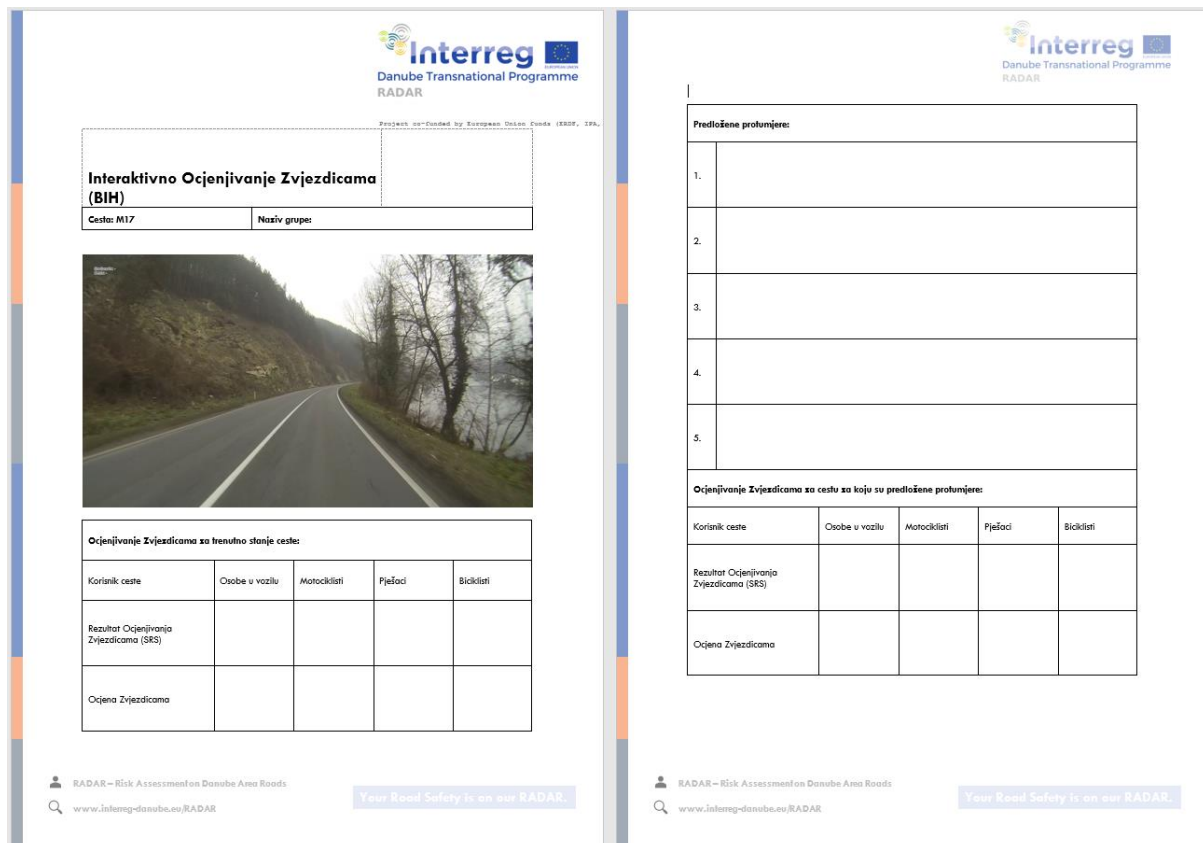 Interreg
EUROPEAN UNION
Danube Transnational Programme
RADAR
Project co-funded by European Union funds (ERDF, IPA,
Interaktivno Ocjenjivanje Zvjezdicama
(BIH)
Cesta: M17 Naziv grupe:
Ocjenjivanje Zvjezdicama za trenutno stanje ceste:
Korisnik ceste Osobe u vozilu Motociklisti Pješaci Biciklisti
Rezultat Ocjenjivanja
Zvjezdicama (SRS)
Ocjena Zvjezdicama
RADAR – Risk Assessment on Danube Area Roads
www.interreg-danube.eu/RADAR
Your Road Safety is on our RADAR.
Interreg
Danube Transnational Programme
RADAR
Predložene protumjere:
1.
2.
3.
4.
5.
Ocjenjivanje Zvjezdicama za cestu za koju su predložene protumjere:
Korisnik ceste Osobe u vozilu Motociklisti Pješaci Biciklisti
Rezultat Ocjenjivanja
Zvjezdicama (SRS)
Ocjena Zvjezdicama
RADAR – Risk Assessment on Danube Area Roads
www.interreg-danube.eu/RADAR
Your Road Safety is on our RADAR.